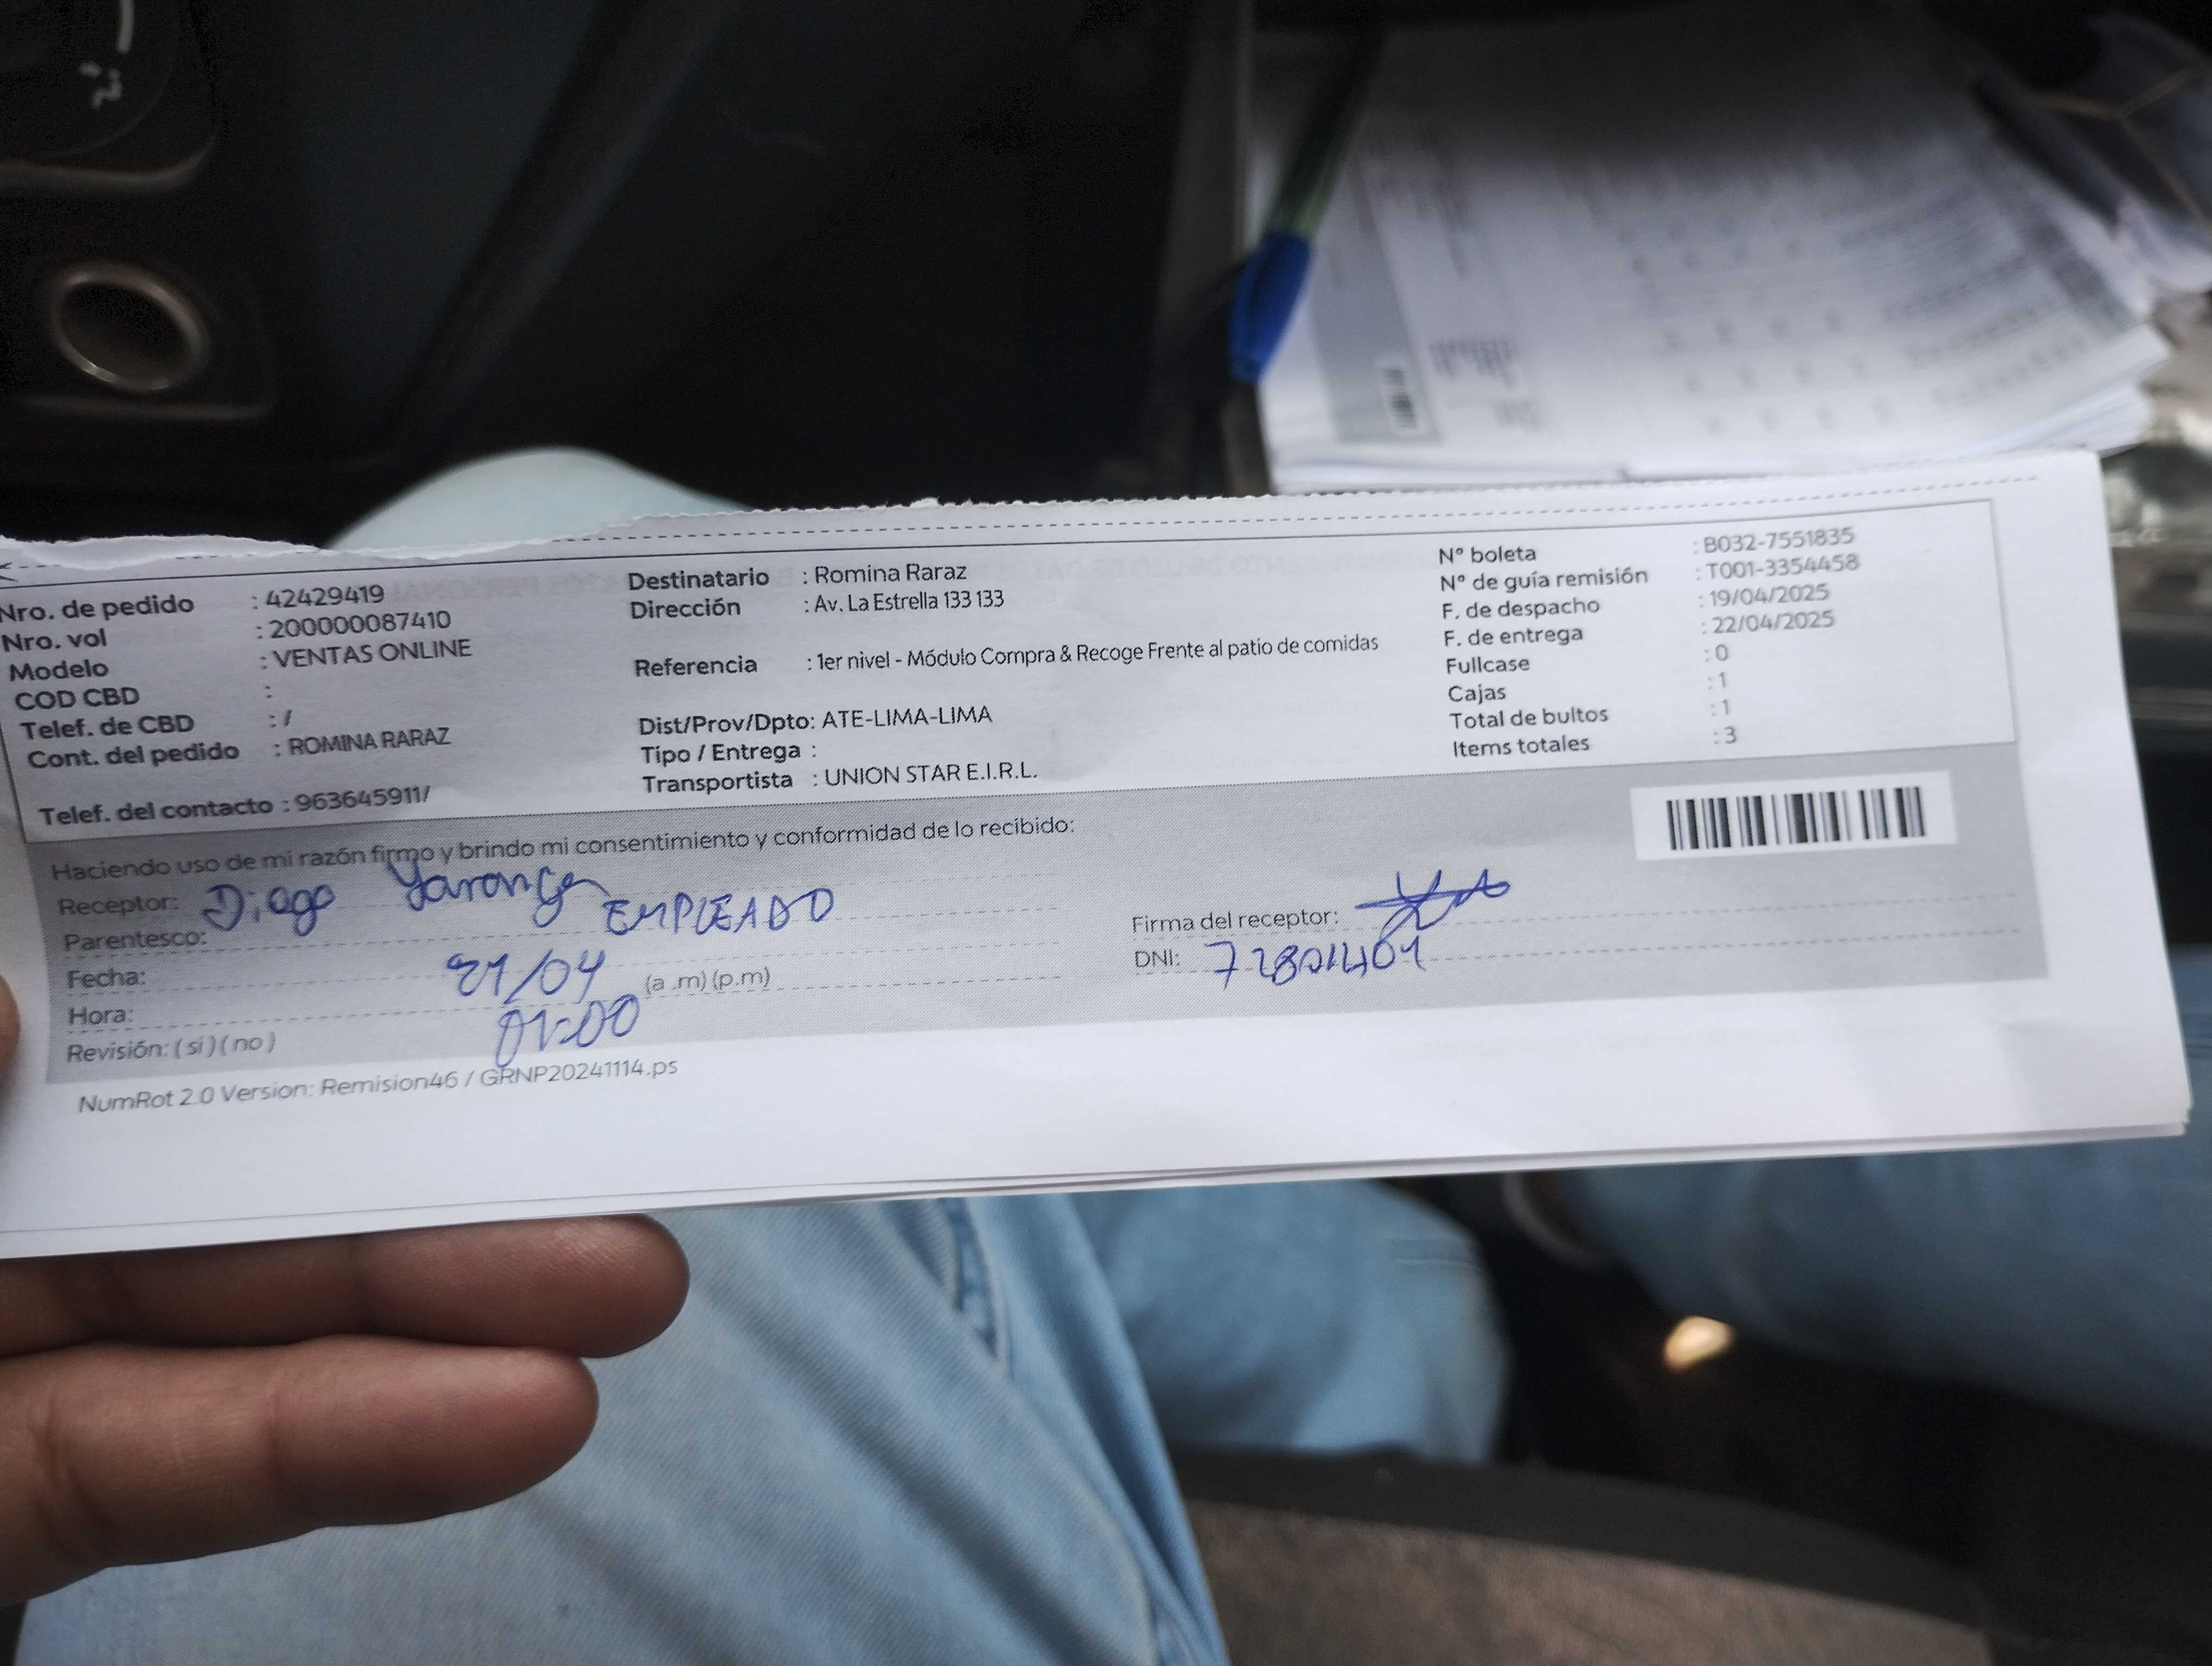 Nro. de pedido : 42429419
Nro. vol : 200000087410
Modelo : VENTAS ONLINE
COD CBD :
Telef. de CBD : /
Cont. del pedido : ROMINA RARAZ
Telef. del contacto : 963645911/
Destinatario : Romina Raraz
Dirección : Av. La Estrella 133 133
Referencia : 1er nivel - Módulo Compra & Recoge Frente al patio de comidas
Dist/Prov/Dpto: ATE-LIMA-LIMA
Tipo / Entrega :
Transportista : UNION STAR E.I.R.L.
N° boleta : B032-7551835
N° de guía remisión : T001-3354458
F. de despacho : 19/04/2025
F. de entrega : 22/04/2025
Fullcase : 0
Cajas : 1
Total de bultos : 1
Items totales : 3
Haciendo uso de mi razón firmo y brindo mi consentimiento y conformidad de lo recibido:
Receptor: Diego Yarança
Parentesco: EMPLEADO
Fecha: 21/04
Hora: 01:00 (a .m) (p.m)
Revisión: ( si ) ( no )
Firma del receptor:
DNI: 72801404
NumRot 2.0 Version: Remision46 / GRNP20241114.ps